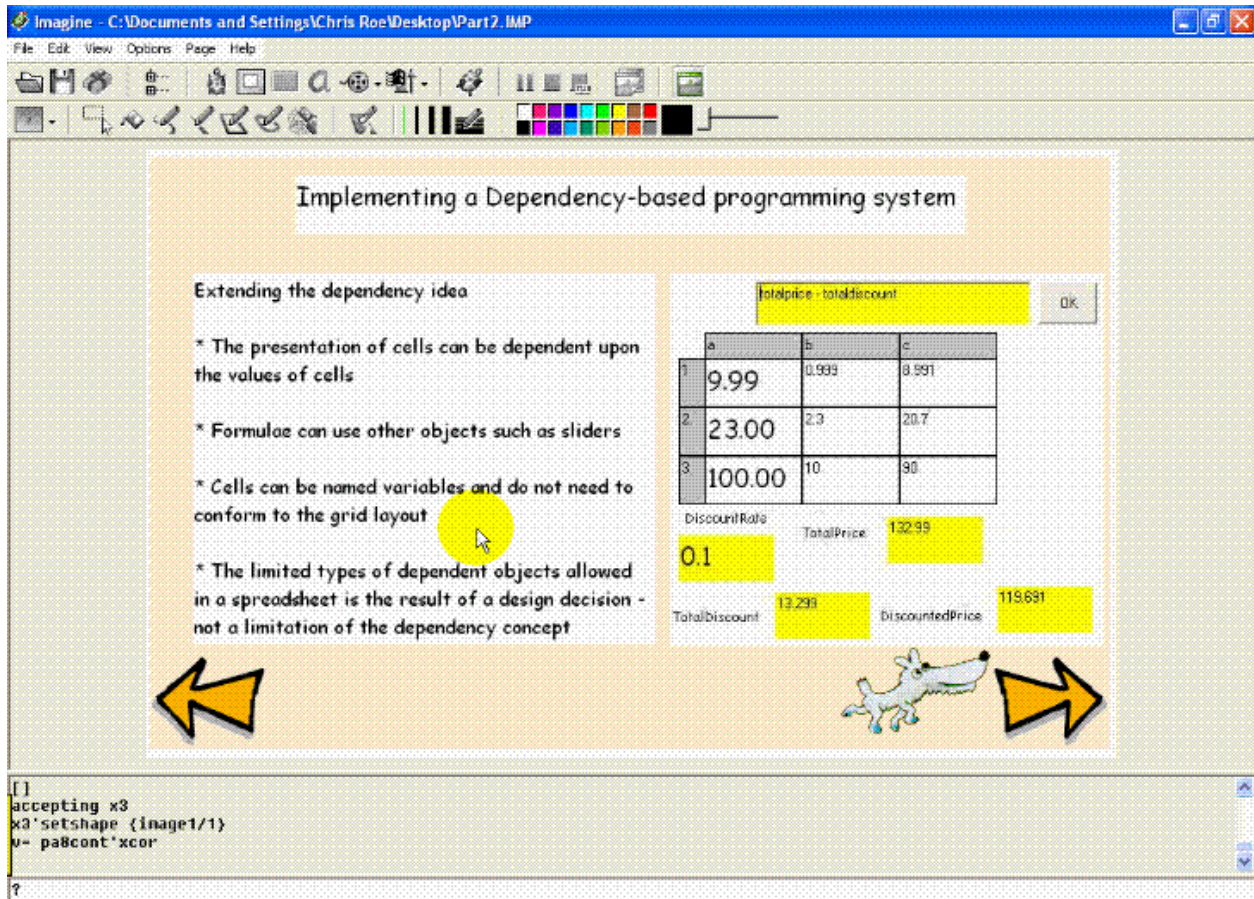 Imagine - C:\Documents and Settings\Chris Roe\Desktop\Part2.IMP
File Edit View Options Page Help
Implementing a Dependency-based programming system
Extending the dependency idea
* The presentation of cells can be dependent upon
the values of cells
* Formulae can use other objects such as sliders
* Cells can be named variables and do not need to
conform to the grid layout
* The limited types of dependent objects allowed
in a spreadsheet is the result of a design decision -
not a limitation of the dependency concept
totalprice - totaldiscount
OK
a b c
1 9.99 0.999 8.991
2 23.00 2.3 20.7
3 100.00 10 90
DiscountRate
0.1
TotalPrice 132.99
TotalDiscount 13.299
DiscountedPrice 119.691
[]
accepting x3
x3'setshape {image1/1}
v- pa8cont'xcor
?